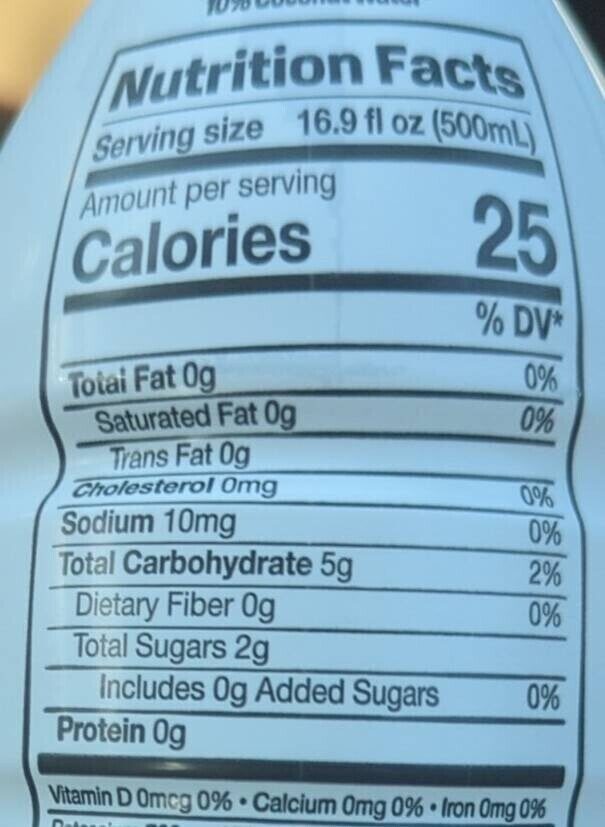 10% Coconut Water
Nutrition Facts
Serving size 16.9 fl oz (500mL)
Amount per serving
Calories 25
% DV*
Total Fat 0g 0%
Saturated Fat 0g 0%
Trans Fat 0g
Cholesterol 0mg 0%
Sodium 10mg 0%
Total Carbohydrate 5g 2%
Dietary Fiber 0g 0%
Total Sugars 2g
Includes 0g Added Sugars 0%
Protein 0g
Vitamin D 0mcg 0% • Calcium 0mg 0% • Iron 0mg 0%